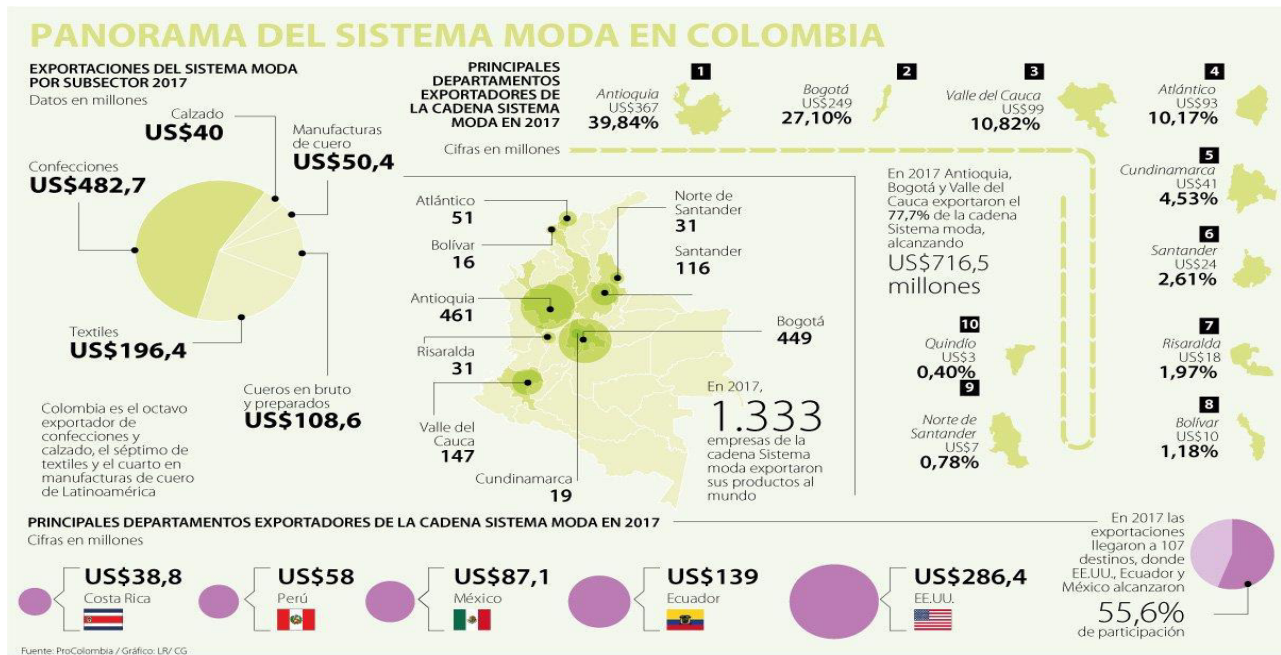 PANORAMA DEL SISTEMA MODA EN COLOMBIA
EXPORTACIONES DEL SISTEMA MODA
POR SUBSECTOR 2017
Datos en millones
Calzado
US$40
Manufacturas
de cuero
US$50,4
Confecciones
US$482,7
Textiles
US$196,4
Cueros en bruto
y preparados
US$108,6
Colombia es el octavo
exportador de
confecciones y
calzado, el séptimo de
textiles y el cuarto en
manufacturas de cuero
de Latinoamérica
PRINCIPALES
DEPARTAMENTOS
EXPORTADORES DE
LA CADENA SISTEMA
MODA EN 2017
Cifras en millones
1
Antioquia
US$367
39,84%
2
Bogotá
US$249
27,10%
3
Valle del Cauca
US$99
10,82%
4
Atlántico
US$93
10,17%
5
Cundinamarca
US$41
4,53%
6
Santander
US$24
2,61%
7
Risaralda
US$18
1,97%
8
Bolívar
US$10
1,18%
9
Norte de
Santander
US$7
0,78%
10
Quindío
US$3
0,40%
En 2017 Antioquia,
Bogotá y Valle del
Cauca exportaron el
77,7% de la cadena
Sistema moda,
alcanzando
US$716,5
millones
Atlántico
51
Bolívar
16
Antioquia
461
Risaralda
31
Valle del
Cauca
147
Cundinamarca
19
Norte de
Santander
31
Santander
116
Bogotá
449
En 2017,
1.333
empresas de la
cadena Sistema
moda exportaron
sus productos al
mundo
PRINCIPALES DEPARTAMENTOS EXPORTADORES DE LA CADENA SISTEMA MODA EN 2017
Cifras en millones
US$38,8
Costa Rica
US$58
Perú
US$87,1
México
US$139
Ecuador
US$286,4
EE.UU.
En 2017 las
exportaciones
llegaron a 107
destinos, donde
EE.UU., Ecuador y
México alcanzaron
55,6%
de participación
Fuente: ProColombia / Gráfico: LR/ CG